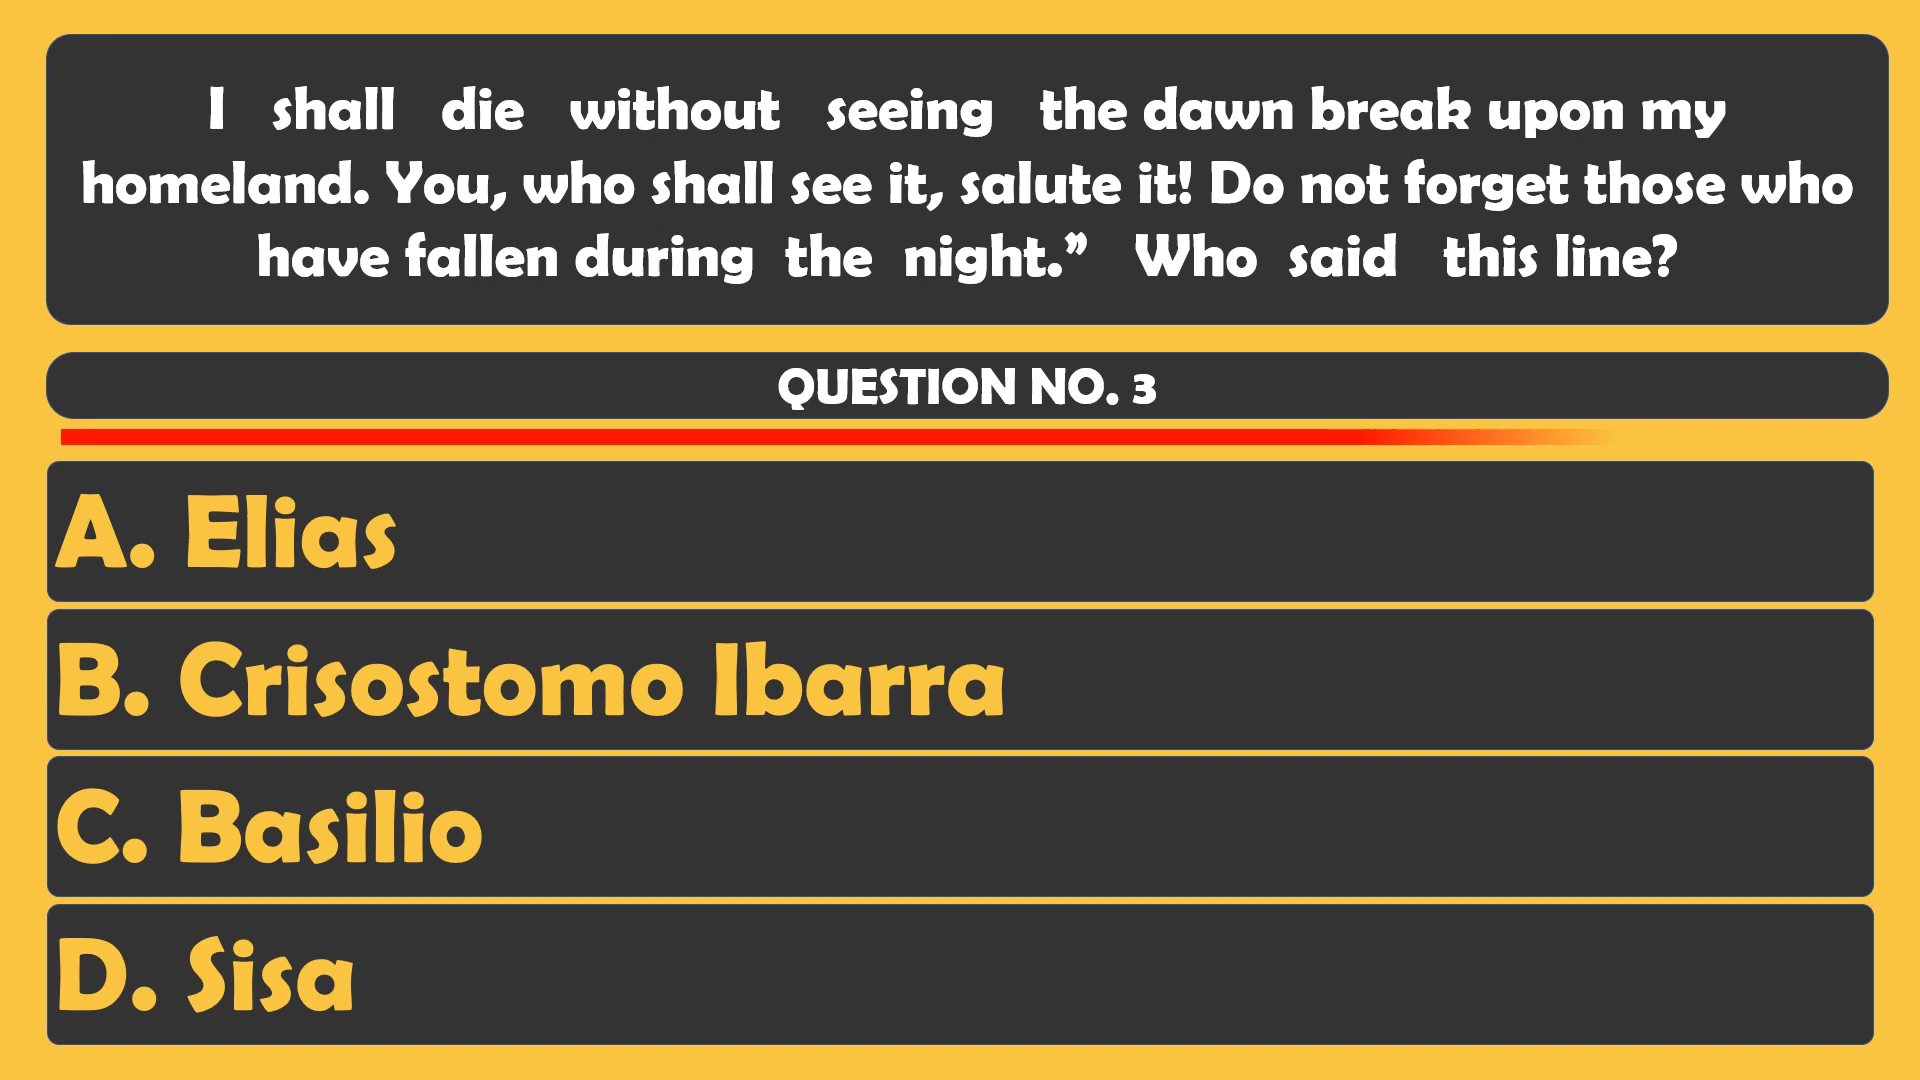 I shall die without seeing the dawn break upon my
homeland. You, who shall see it, salute it! Do not forget those who
have fallen during the night.” Who said this line?
QUESTION NO. 3
A. Elias
B. Crisostomo Ibarra
C. Basilio
D. Sisa